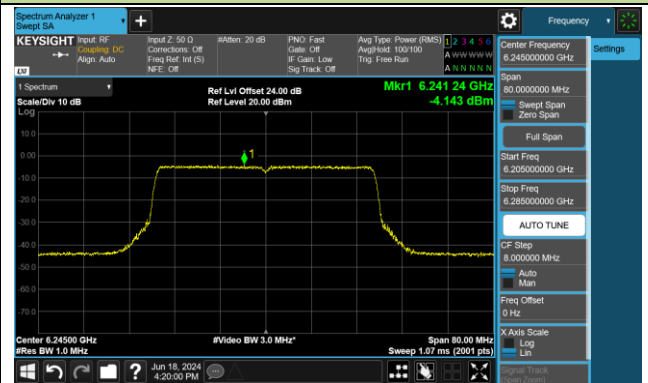 Spectrum Analyzer 1
Swept SA
Frequency
KEYSIGHT Input: RF
Coupling: DC
Align: Auto
Input Z: 50 Ω
Corrections: Off
Freq Ref: Int (S)
NFE: Off
#Atten: 20 dB
PNO: Fast
Gate: Off
IF Gain: Low
Sig Track: Off
Avg Type: Power (RMS)
Avg|Hold: 100/100
Trig: Free Run
1 2 3 4 5 6
A W W W W W
A N N N N N
LXI
1 Spectrum
Scale/Div 10 dB
Log
Ref Lvl Offset 24.00 dB
Ref Level 20.00 dBm
Mkr1 6.241 24 GHz
-4.143 dBm
10.0
0.00
-10.0
-20.0
-30.0
-40.0
-50.0
-60.0
-70.0
1
Center 6.24500 GHz
#Res BW 1.0 MHz
#Video BW 3.0 MHz*
Span 80.00 MHz
Sweep 1.07 ms (2001 pts)
Jun 18, 2024
4:20:00 PM
Center Frequency
6.245000000 GHz
Settings
Span
80.0000000 MHz
Swept Span
Zero Span
Full Span
Start Freq
6.205000000 GHz
Stop Freq
6.285000000 GHz
AUTO TUNE
CF Step
8.000000 MHz
Auto
Man
Freq Offset
0 Hz
X Axis Scale
Log
Lin
Signal Track
(Span Zoom)